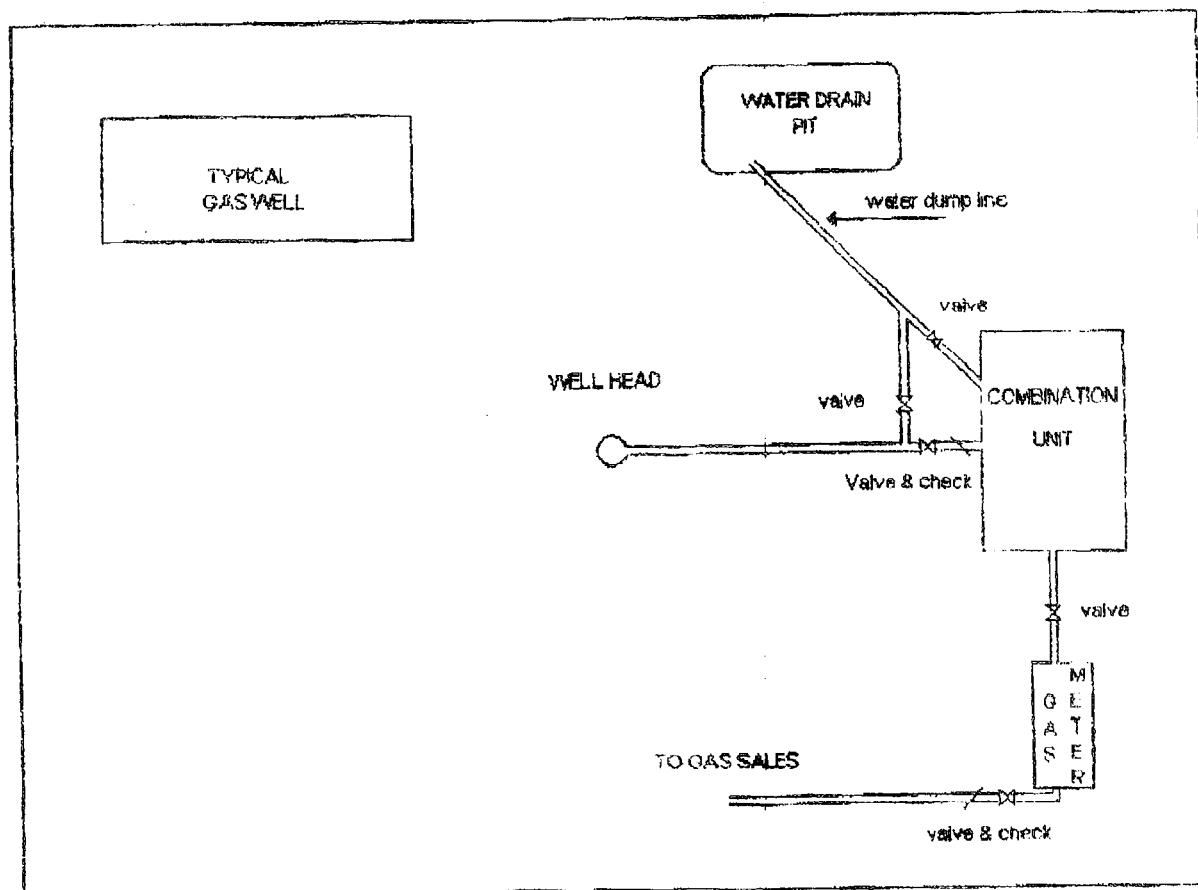 WATER DRAIN
PIT
TYPICAL
GAS WELL
water dump line
valve
WELL HEAD
valve
COMBINATION
UNIT
Valve & check
valve
GAS
METER
TO GAS SALES
valve & check